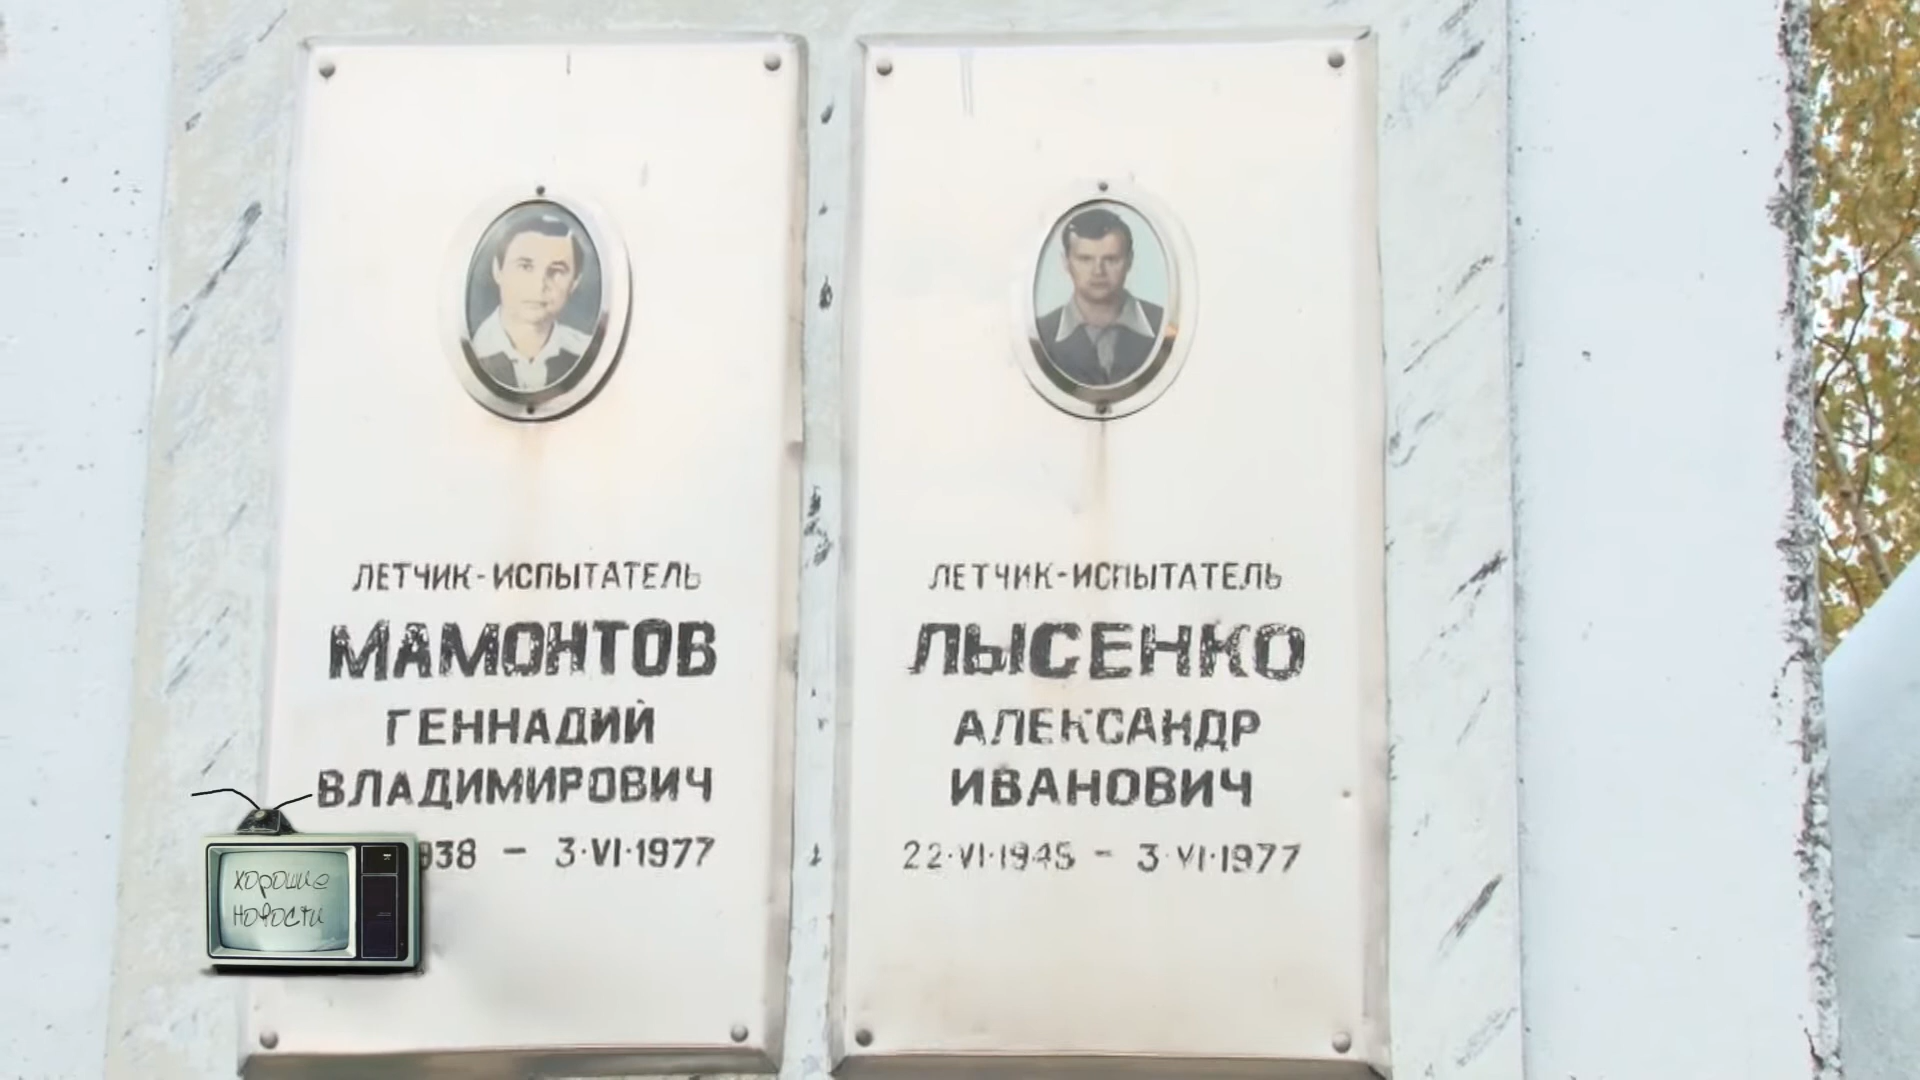 ЛЕТЧИК-ИСПЫТАТЕЛЬ
МАМОНТОВ
ГЕННАДИЙ
ВЛАДИМИРОВИЧ
938 - 3·VI·1977
ЛЕТЧИК-ИСПЫТАТЕЛЬ
ЛЫСЕНКО
АЛЕКСАНДР
ИВАНОВИЧ
22·VI·1945 - 3·VI·1977
ХОРОШИЕ
НОВОСТИ